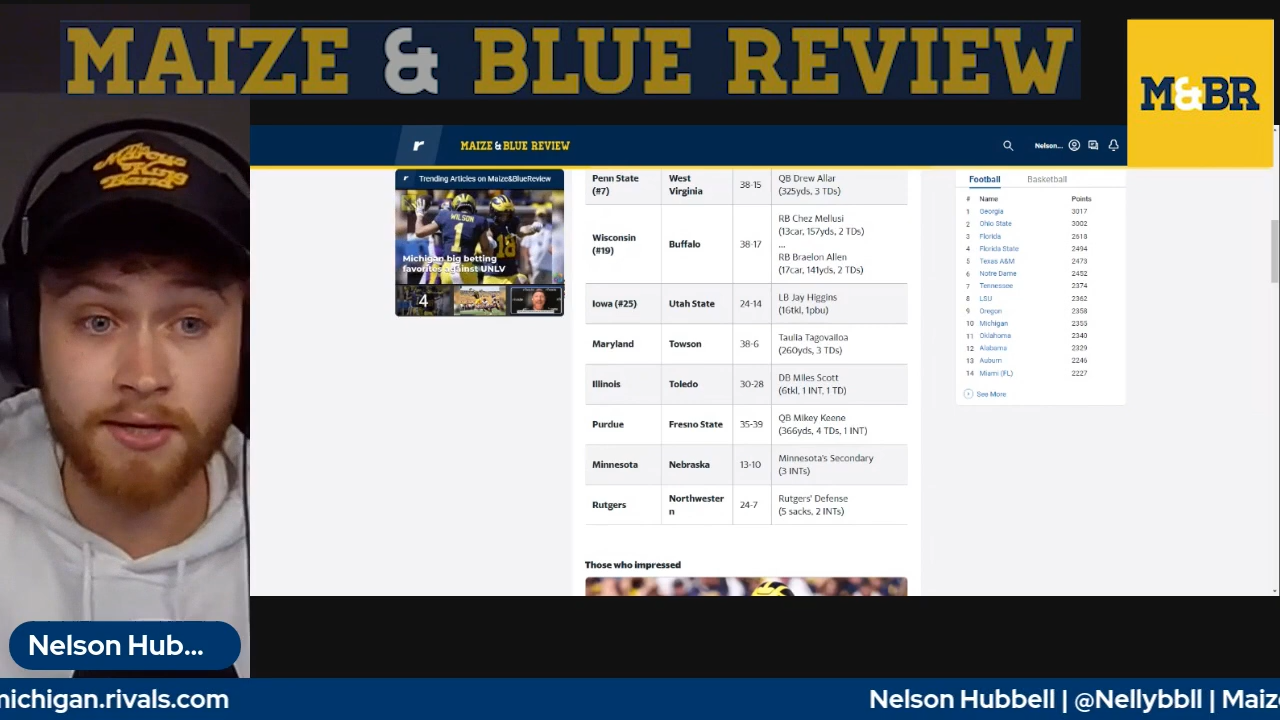 MAIZE & BLUE REVIEW
M&BR
r MAIZE & BLUE REVIEW
Nelson...
r Trending Articles on Maize&BlueReview
WILSON
1
Michigan big betting
favorites against UNLV
4
Penn State
(#7)
West
Virginia
38-15
QB Drew Allar
(325yds, 3 TDs)
Wisconsin
(#19)
Buffalo
38-17
RB Chez Mellusi
(13car, 157yds, 2 TDs)
...
RB Braelon Allen
(17car, 141yds, 2 TDs)
Iowa (#25)
Utah State
24-14
LB Jay Higgins
(16tkl, 1pbu)
Maryland
Towson
38-6
Taulia Tagovailoa
(260yds, 3 TDs)
Illinois
Toledo
30-28
DB Miles Scott
(6tkl, 1 INT, 1 TD)
Purdue
Fresno State
35-39
QB Mikey Keene
(366yds, 4 TDs, 1 INT)
Minnesota
Nebraska
13-10
Minnesota's Secondary
(3 INTs)
Rutgers
Northwester
n
24-7
Rutgers' Defense
(5 sacks, 2 INTs)
Those who impressed
Football Basketball
# Name Points
1 Georgia 3017
2 Ohio State 3002
3 Florida 2618
4 Florida State 2494
5 Texas A&M 2473
6 Notre Dame 2452
7 Tennessee 2374
8 LSU 2362
9 Oregon 2358
10 Michigan 2355
11 Oklahoma 2340
12 Alabama 2329
13 Auburn 2246
14 Miami (FL) 2227
See More
The
Marcus
King
Band
Nelson Hub...
michigan.rivals.com
Nelson Hubbell | @Nellybbll | Maiz